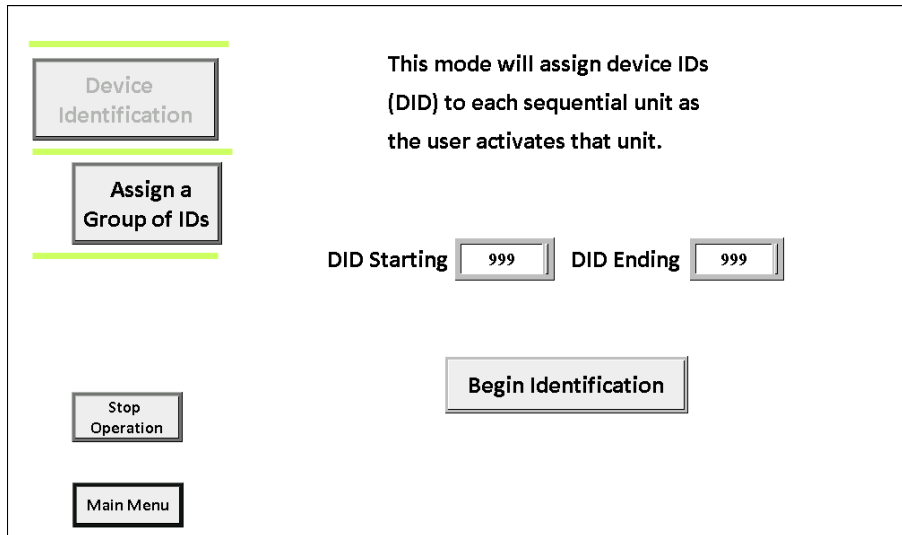 Device
Identification
Assign a
Group of IDs
This mode will assign device IDs
(DID) to each sequential unit as
the user activates that unit.
DID Starting 999 DID Ending 999
Begin Identification
Stop
Operation
Main Menu